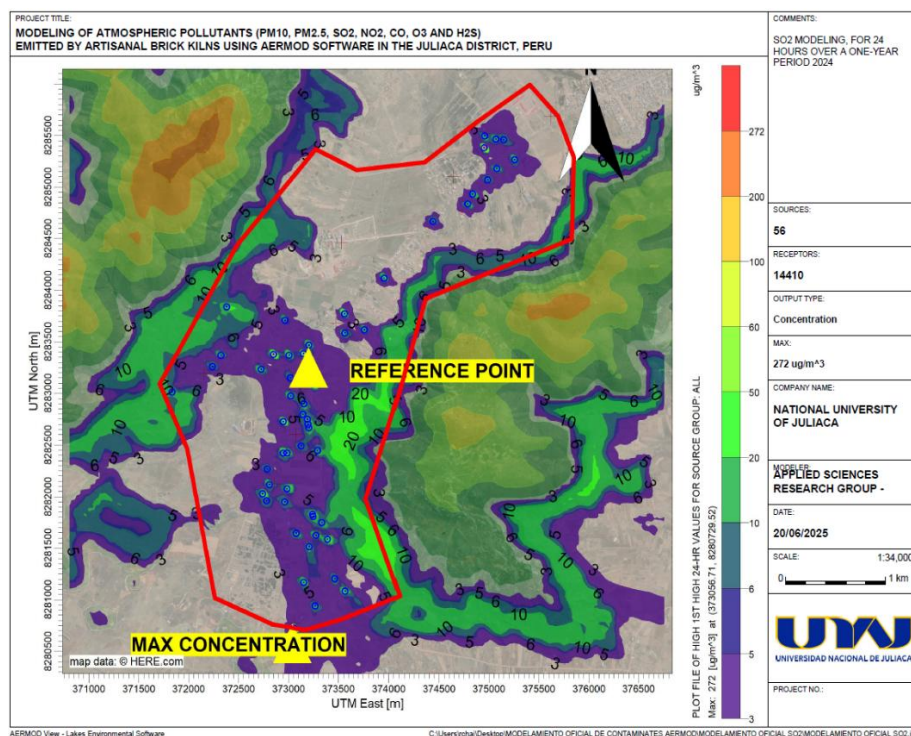 PROJECT TITLE:
MODELING OF ATMOSPHERIC POLLUTANTS (PM10, PM2.5, SO2, NO2, CO, O3 AND H2S)
EMITTED BY ARTISANAL BRICK KILNS USING AERMOD SOFTWARE IN THE JULIACA DISTRICT, PERU
UTM North [m]
8285500
8285000
8284500
8284000
8283500
8283000
8282500
8282000
8281500
8281000
8280500
N
REFERENCE POINT
MAX CONCENTRATION
map data: © HERE.com
371000 371500 372000 372500 373000 373500 374000 374500 375000 375500 376000 376500
UTM East [m]
PLOT FILE OF HIGH 1ST HIGH 24-HR VALUES FOR SOURCE GROUP: ALL
Max: 272 [ug/m^3] at (373056.71, 8280729.52)
ug/m^3
272
200
100
60
50
20
10
6
5
3
COMMENTS:
SO2 MODELING, FOR 24
HOURS OVER A ONE-YEAR
PERIOD 2024
SOURCES:
56
RECEPTORS:
14410
OUTPUT TYPE:
Concentration
MAX:
272 ug/m^3
COMPANY NAME:
NATIONAL UNIVERSITY
OF JULIACA
MODELER:
APPLIED SCIENCES
RESEARCH GROUP -
DATE:
20/06/2025
SCALE:
1:34,000
0 1 km
UNAJ
UNIVERSIDAD NACIONAL DE JULIACA
PROJECT NO.:
AERMOD View - Lakes Environmental Software